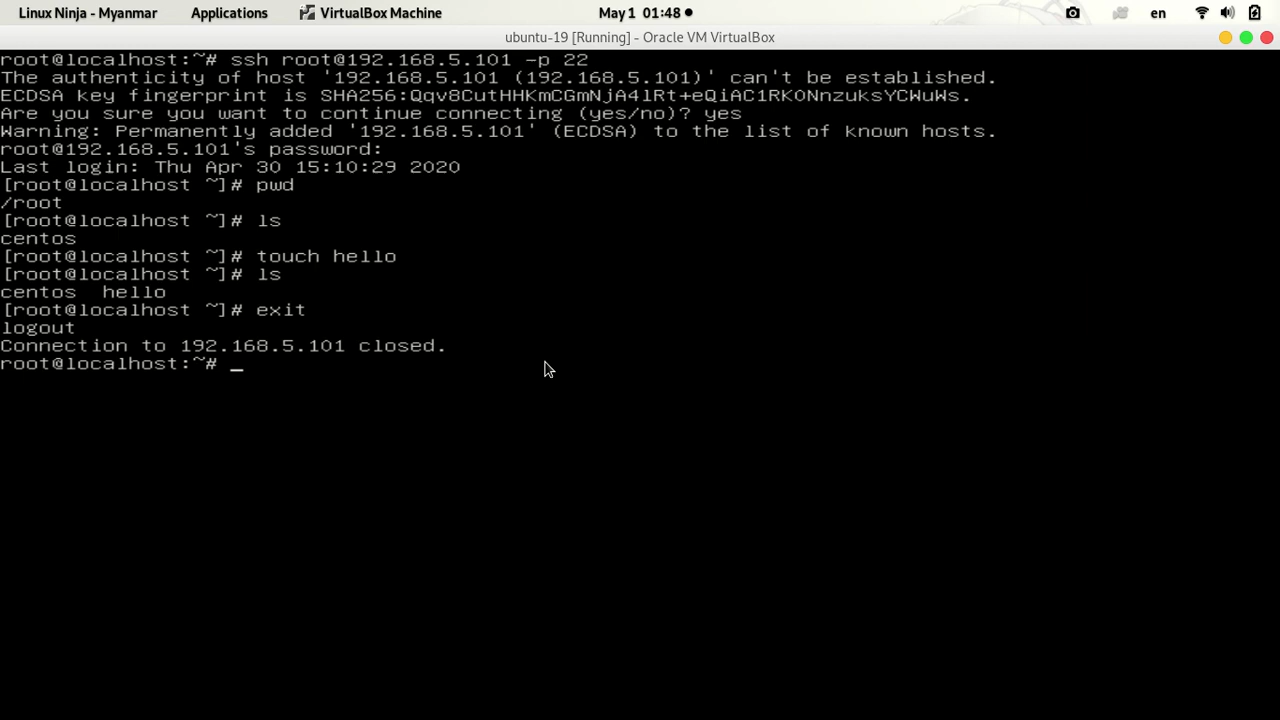 Linux Ninja - Myanmar Applications VirtualBox Machine May 1 01:48 en
ubuntu-19 [Running] - Oracle VM VirtualBox
root@localhost:~# ssh root@192.168.5.101 -p 22
The authenticity of host '192.168.5.101 (192.168.5.101)' can't be established.
ECDSA key fingerprint is SHA256:Qqv8CutHHKmCGmNjA4lRt+eQiAC1RKONnzuksYCWuWs.
Are you sure you want to continue connecting (yes/no)? yes
Warning: Permanently added '192.168.5.101' (ECDSA) to the list of known hosts.
root@192.168.5.101's password:
Last login: Thu Apr 30 15:10:29 2020
[root@localhost ~]# pwd
/root
[root@localhost ~]# ls
centos
[root@localhost ~]# touch hello
[root@localhost ~]# ls
centos  hello
[root@localhost ~]# exit
logout
Connection to 192.168.5.101 closed.
root@localhost:~# _